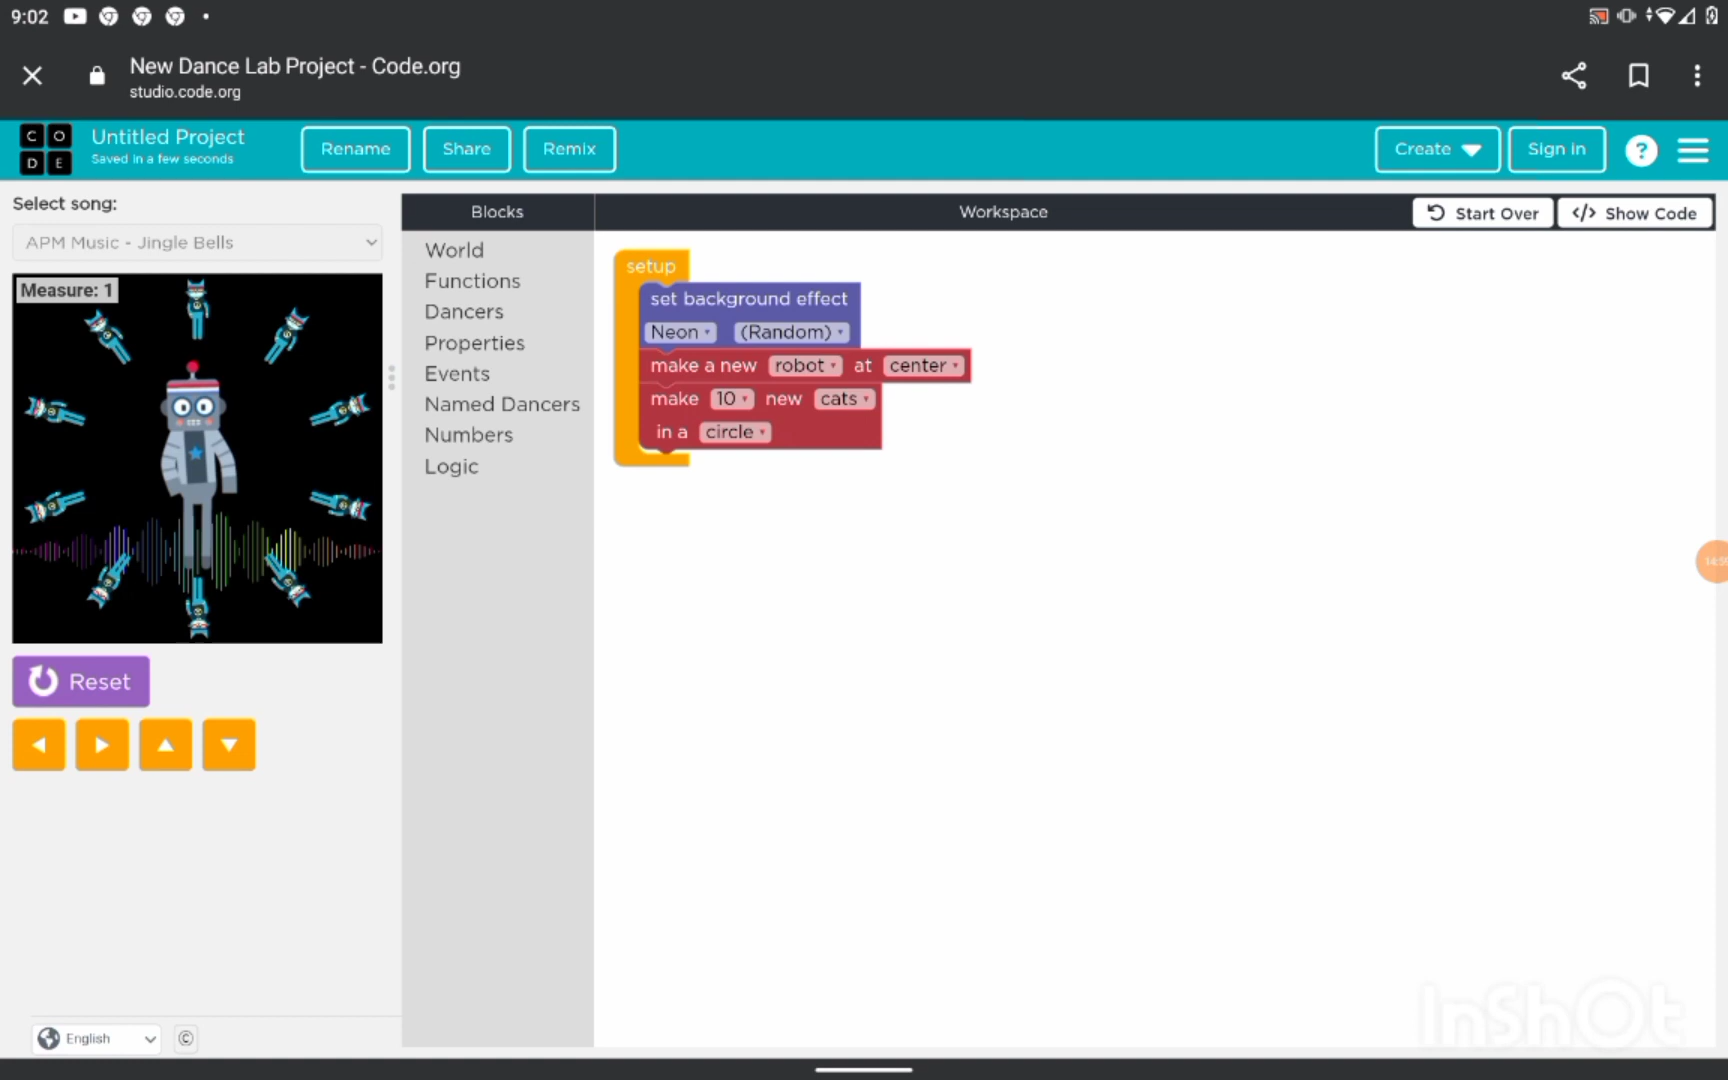 9:02
New Dance Lab Project - Code.org
studio.code.org
C O
D E
Untitled Project
Saved in a few seconds
Rename
Share
Remix
Create
Sign in
?
Select song:
APM Music - Jingle Bells
Measure: 1
Reset
English
©
Blocks
World
Functions
Dancers
Properties
Events
Named Dancers
Numbers
Logic
Workspace
Start Over
</> Show Code
setup
set background effect
Neon (Random)
make a new robot at center
make 10 new cats
in a circle
InShOt